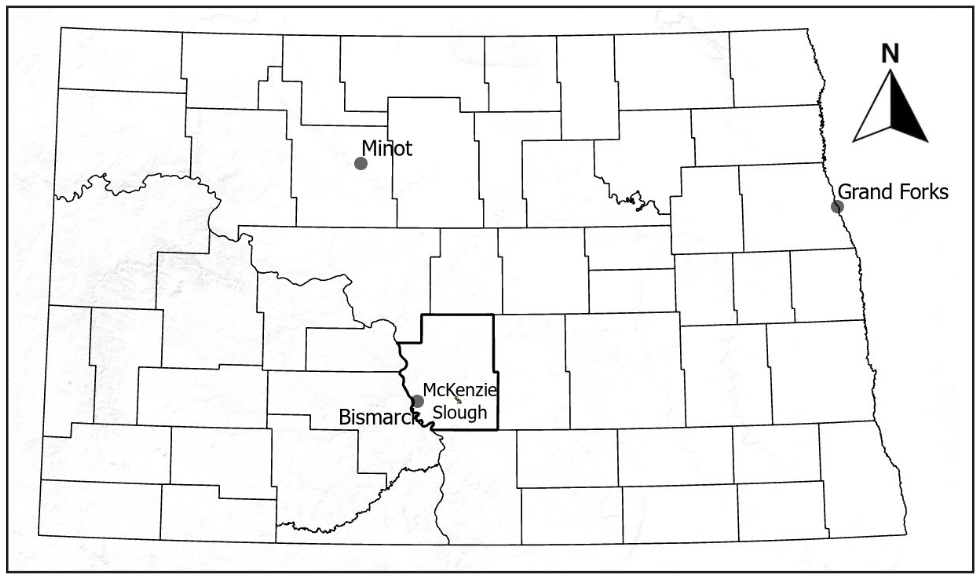 N
Minot
Grand Forks
McKenzie
Slough
Bismarck